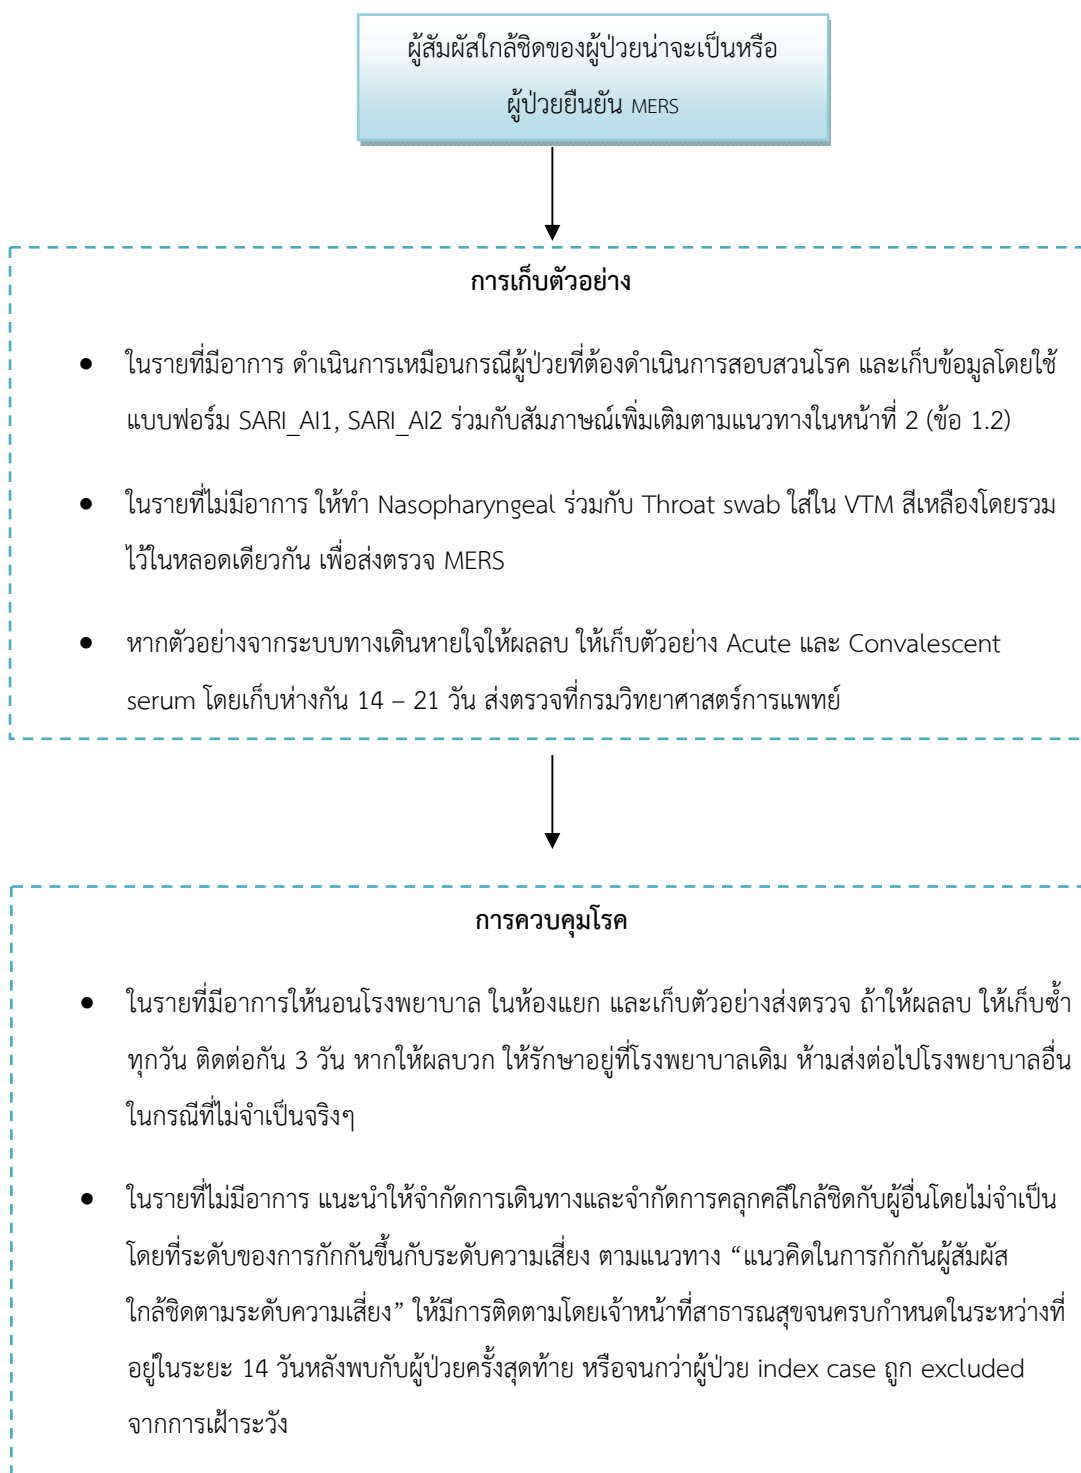 ผู้สัมผัสใกล้ชิดของผู้ป่วยน่าจะเป็นหรือ
ผู้ป่วยยืนยัน MERS
การเก็บตัวอย่าง
● ในรายที่มีอาการ ดำเนินการเหมือนกรณีผู้ป่วยที่ต้องดำเนินการสอบสวนโรค และเก็บข้อมูลโดยใช้
แบบฟอร์ม SARI_AI1, SARI_AI2 ร่วมกับสัมภาษณ์เพิ่มเติมตามแนวทางในหน้าที่ 2 (ข้อ 1.2)
● ในรายที่ไม่มีอาการ ให้ทำ Nasopharyngeal ร่วมกับ Throat swab ใส่ใน VTM สีเหลืองโดยรวม
ไว้ในหลอดเดียวกัน เพื่อส่งตรวจ MERS
● หากตัวอย่างจากระบบทางเดินหายใจให้ผลลบ ให้เก็บตัวอย่าง Acute และ Convalescent
serum โดยเก็บห่างกัน 14 – 21 วัน ส่งตรวจที่กรมวิทยาศาสตร์การแพทย์
การควบคุมโรค
● ในรายที่มีอาการให้นอนโรงพยาบาล ในห้องแยก และเก็บตัวอย่างส่งตรวจ ถ้าให้ผลลบ ให้เก็บซ้ำ
ทุกวัน ติดต่อกัน 3 วัน หากให้ผลบวก ให้รักษาอยู่ที่โรงพยาบาลเดิม ห้ามส่งต่อไปโรงพยาบาลอื่น
ในกรณีที่ไม่จำเป็นจริงๆ
● ในรายที่ไม่มีอาการ แนะนำให้จำกัดการเดินทางและจำกัดการคลุกคลีใกล้ชิดกับผู้อื่นโดยไม่จำเป็น
โดยที่ระดับของการกักกันขึ้นกับระดับความเสี่ยง ตามแนวทาง “แนวคิดในการกักกันผู้สัมผัส
ใกล้ชิดตามระดับความเสี่ยง” ให้มีการติดตามโดยเจ้าหน้าที่สาธารณสุขจนครบกำหนดในระหว่างที่
อยู่ในระยะ 14 วันหลังพบกับผู้ป่วยครั้งสุดท้าย หรือจนกว่าผู้ป่วย index case ถูก excluded
จากการเฝ้าระวัง